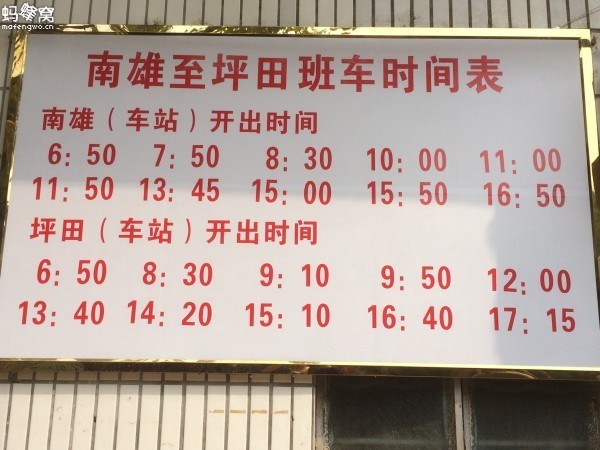 蚂蜂窝
mafengwo.cn
南雄至坪田班车时间表
南雄（车站）开出时间
6：50 7：50 8：30 10：00 11：00
11：50 13：45 15：00 15：50 16：50
坪田（车站）开出时间
6：50 8：30 9：10 9：50 12：00
13：40 14：20 15：10 16：40 17：15